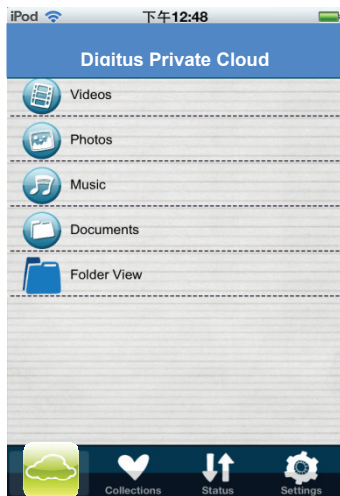 iPod 下午12:48
Digitus Private Cloud
Videos
Photos
Music
Documents
Folder View
Collections Status Settings